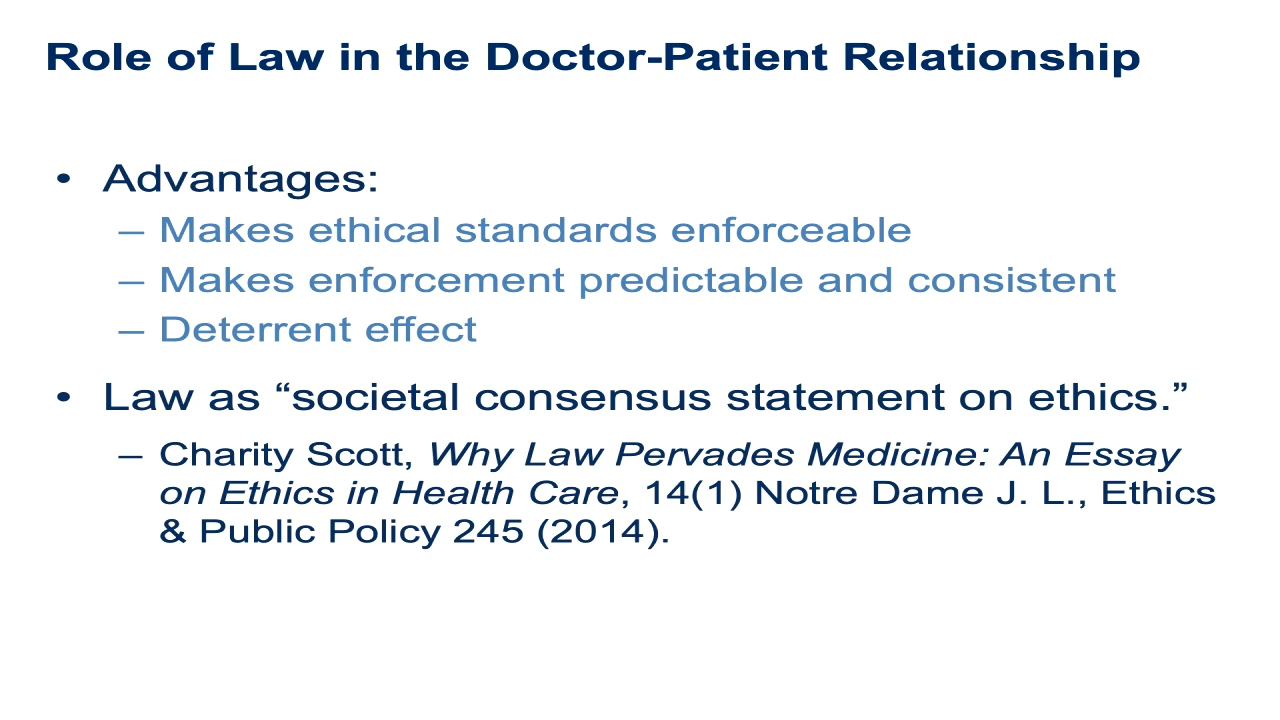 Role of Law in the Doctor-Patient Relationship
• Advantages:
– Makes ethical standards enforceable
– Makes enforcement predictable and consistent
– Deterrent effect
• Law as “societal consensus statement on ethics.”
– Charity Scott, Why Law Pervades Medicine: An Essay
on Ethics in Health Care, 14(1) Notre Dame J. L., Ethics
& Public Policy 245 (2014).